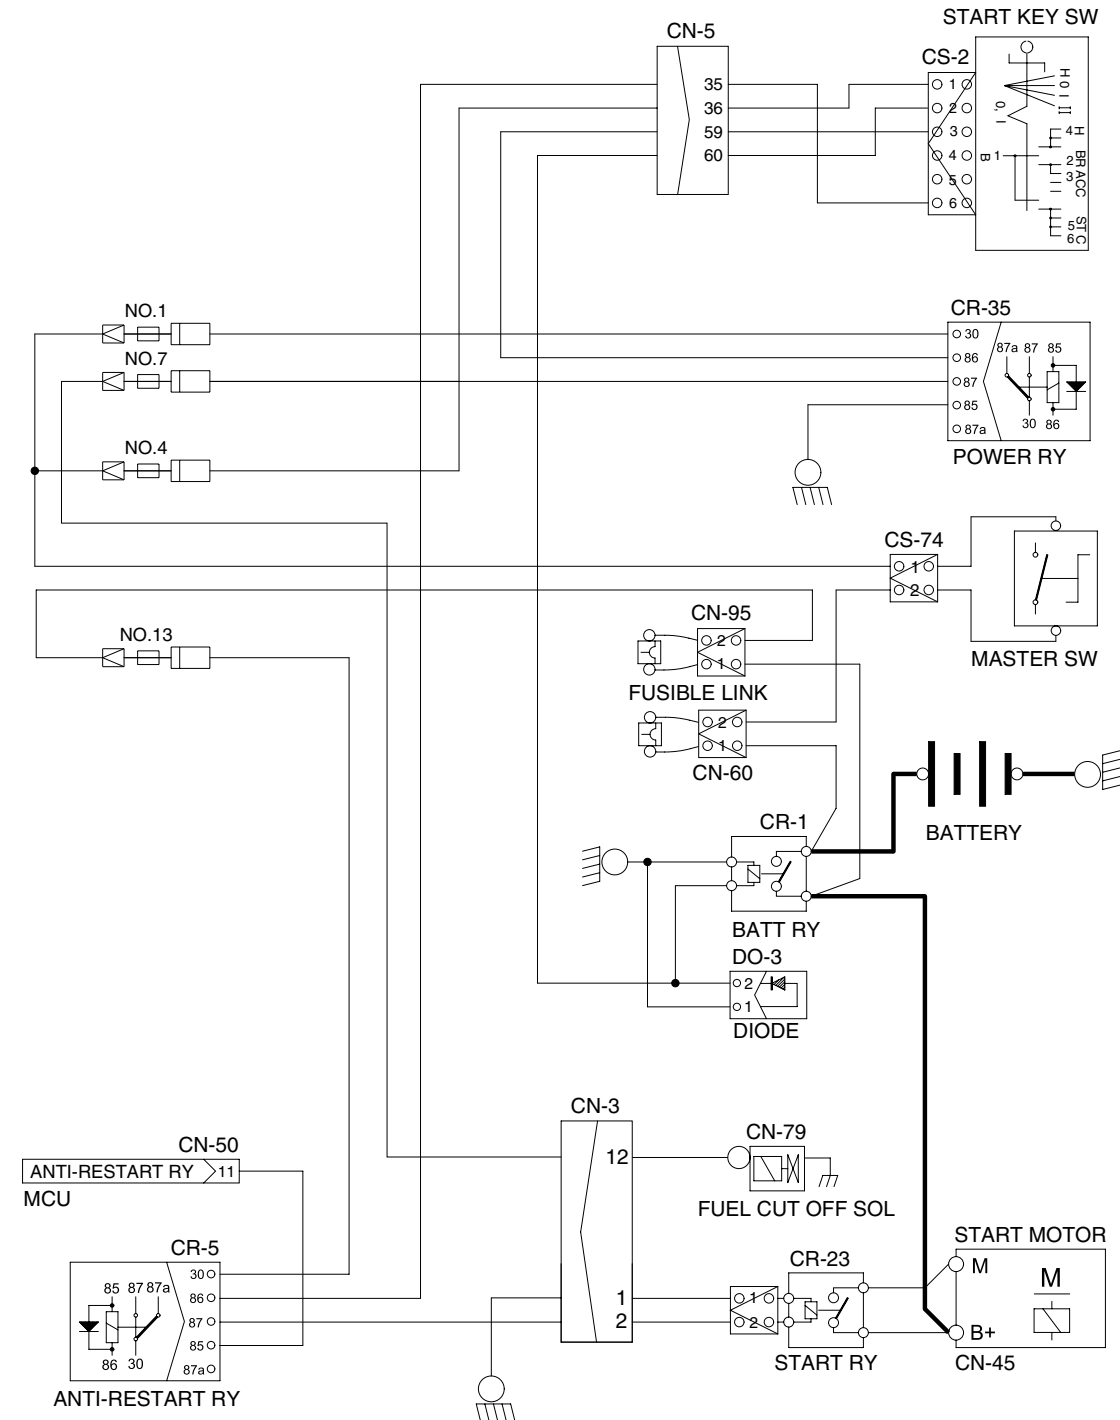 START KEY SW
CN-5
CS-2
35
36
59
60
1
2
3
4
5
6
H O I II
O, I
B 1
4 H
2 BR
3 ACC
5 ST
6 C
NO.1
NO.7
NO.4
CR-35
30
86
87
85
87a
87a 87 85
30 86
POWER RY
CS-74
1
2
MASTER SW
NO.13
CN-95
2
1
FUSIBLE LINK
2
1
CN-60
BATTERY
CR-1
BATT RY
DO-3
2
1
DIODE
CN-3
12
1
2
CN-79
FUEL CUT OFF SOL
CN-50
ANTI-RESTART RY 11
MCU
CR-5
30
86
87
85
87a
85 87 87a
86 30
ANTI-RESTART RY
CR-23
1
2
START RY
START MOTOR
M
M
B+
CN-45